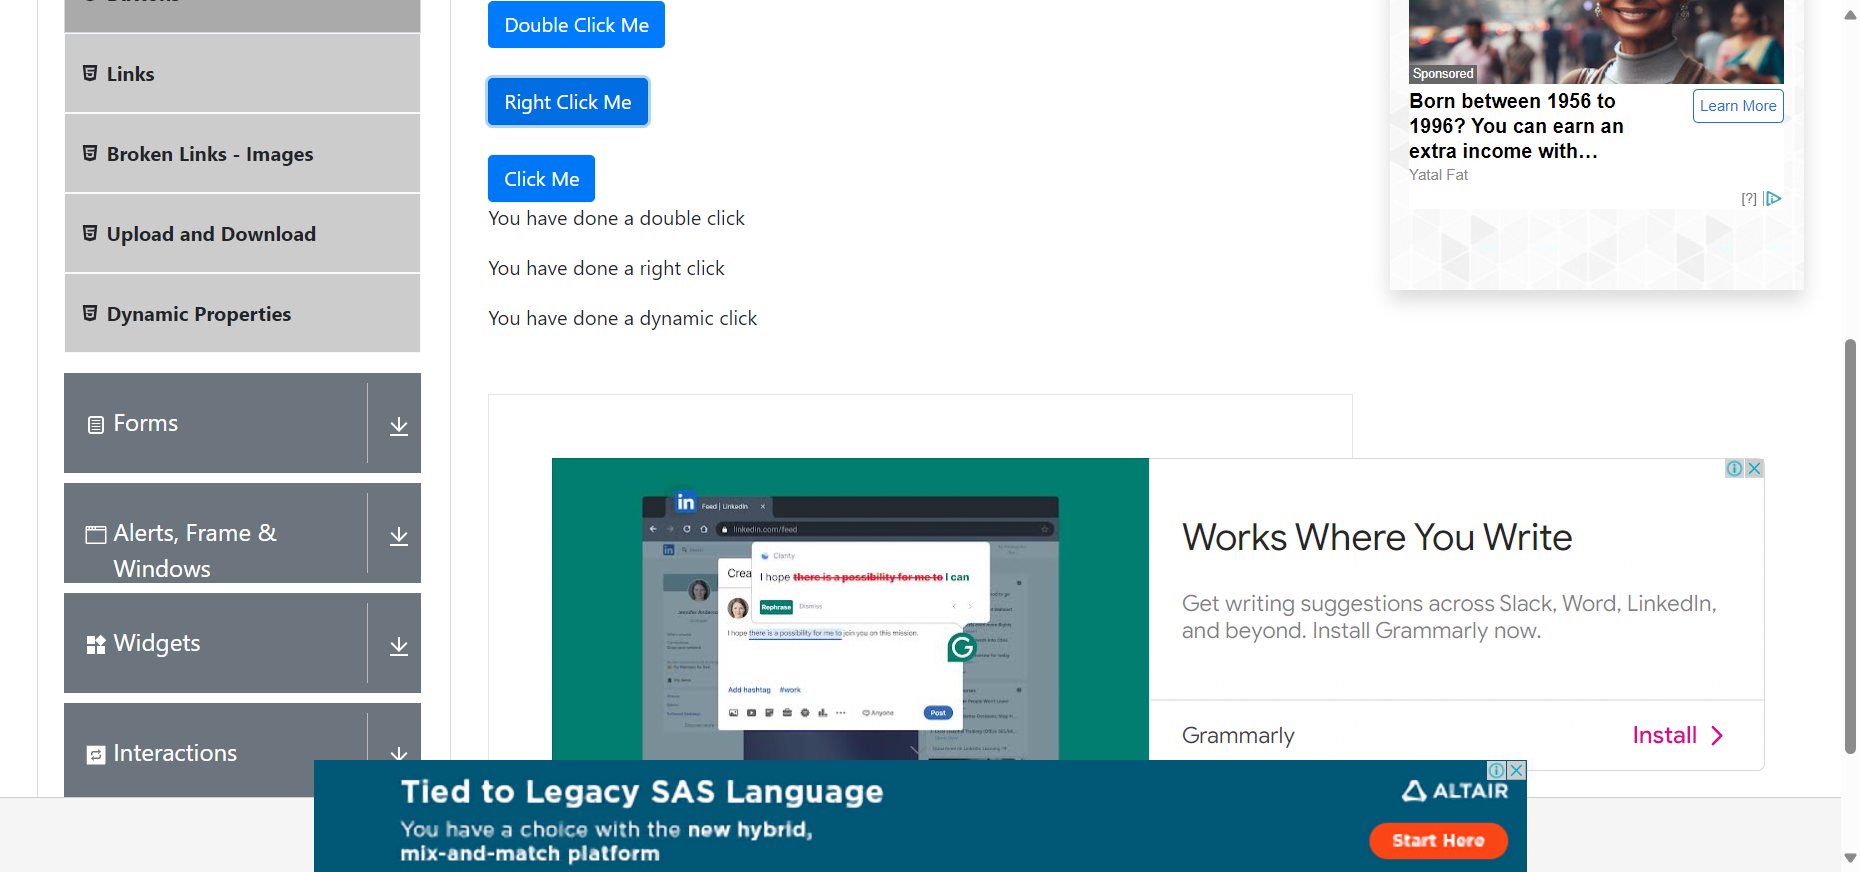 Links
Broken Links - Images
Upload and Download
Dynamic Properties
Forms
Alerts, Frame &
Windows
Widgets
Interactions
Double Click Me
Right Click Me
Click Me
You have done a double click
You have done a right click
You have done a dynamic click
Sponsored
Born between 1956 to
1996? You can earn an
extra income with...
Learn More
Yatal Fat
[?]
Feed | LinkedIn
linkedin.com/feed
Clarity
I hope there is a possibility for me to I can
Rephrase
Dismiss
Crea
I hope there is a possibility for me to join you on this mission.
Add hashtag #work
Anyone
Post
Works Where You Write
Get writing suggestions across Slack, Word, LinkedIn,
and beyond. Install Grammarly now.
Grammarly
Install
Tied to Legacy SAS Language
You have a choice with the new hybrid,
mix-and-match platform
ALTAIR
Start Here